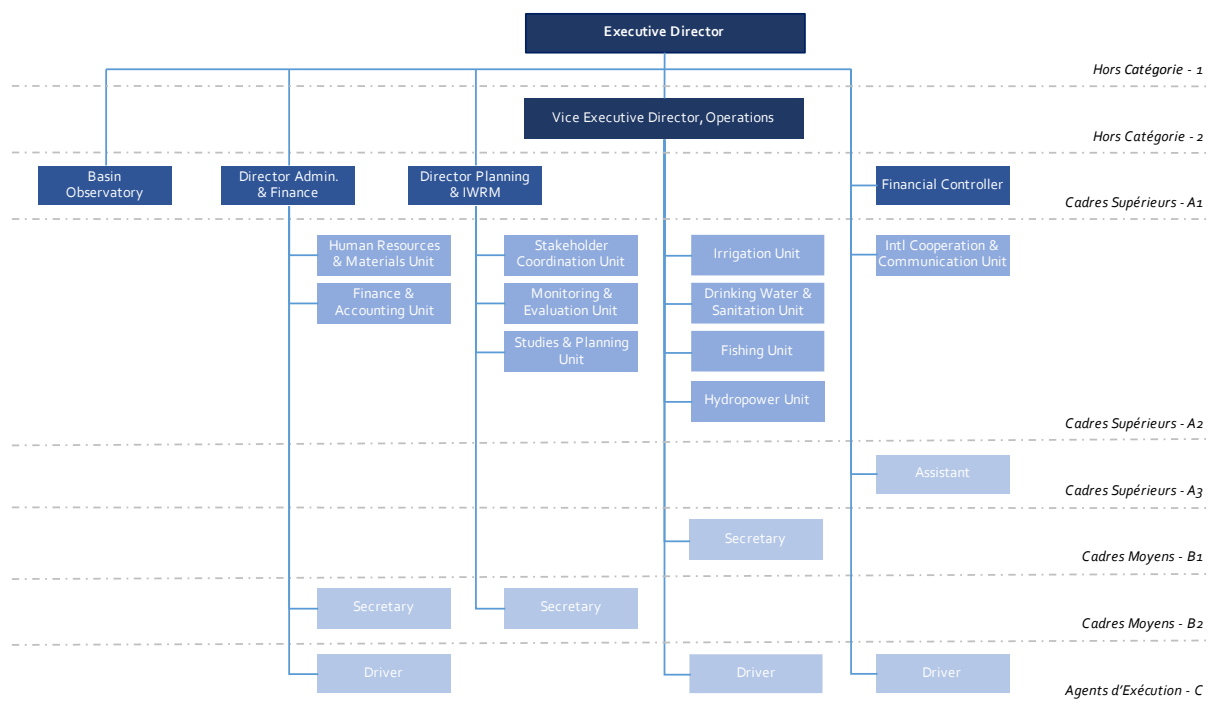 Executive Director
Hors Catégorie - 1
Vice Executive Director, Operations
Hors Catégorie - 2
Basin
Observatory
Director Admin.
& Finance
Director Planning
& IWRM
Financial Controller
Cadres Supérieurs - A1
Human Resources
& Materials Unit
Stakeholder
Coordination Unit
Irrigation Unit
Intl Cooperation &
Communication Unit
Finance &
Accounting Unit
Monitoring &
Evaluation Unit
Drinking Water &
Sanitation Unit
Studies & Planning
Unit
Fishing Unit
Hydropower Unit
Cadres Supérieurs - A2
Assistant
Cadres Supérieurs - A3
Secretary
Cadres Moyens - B1
Secretary
Secretary
Cadres Moyens - B2
Driver
Driver
Driver
Agents d'Exécution - C